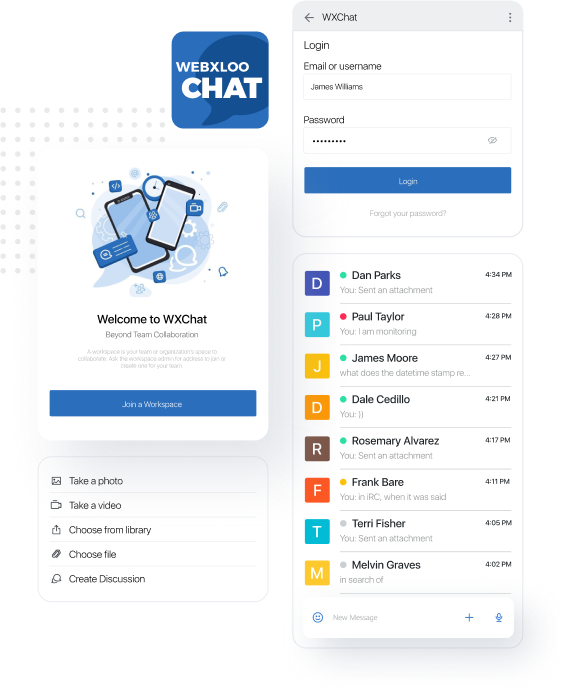 WEBXLOO
CHAT
Welcome to WXChat
Beyond Team Collaboration
A workspace is your team or organization's space to
collaborate. Ask the workspace admin for address to join or
create one for your team.
Join a Workspace
Take a photo
Take a video
Choose from library
Choose file
Create Discussion
WXChat
Login
Email or username
James Williams
Password
•••••••••
Login
Forgot your password?
D
Dan Parks
4:34 PM
You: Sent an attachment
P
Paul Taylor
4:28 PM
You: I am monitoring
J
James Moore
4:27 PM
what does the datetime stamp re...
D
Dale Cedillo
4:21 PM
You: ))
R
Rosemary Alvarez
4:17 PM
You: Sent an attachment
F
Frank Bare
4:11 PM
You: in iRC, when it was said
T
Terri Fisher
4:05 PM
You: Sent an attachment
M
Melvin Graves
4:02 PM
in search of
New Message